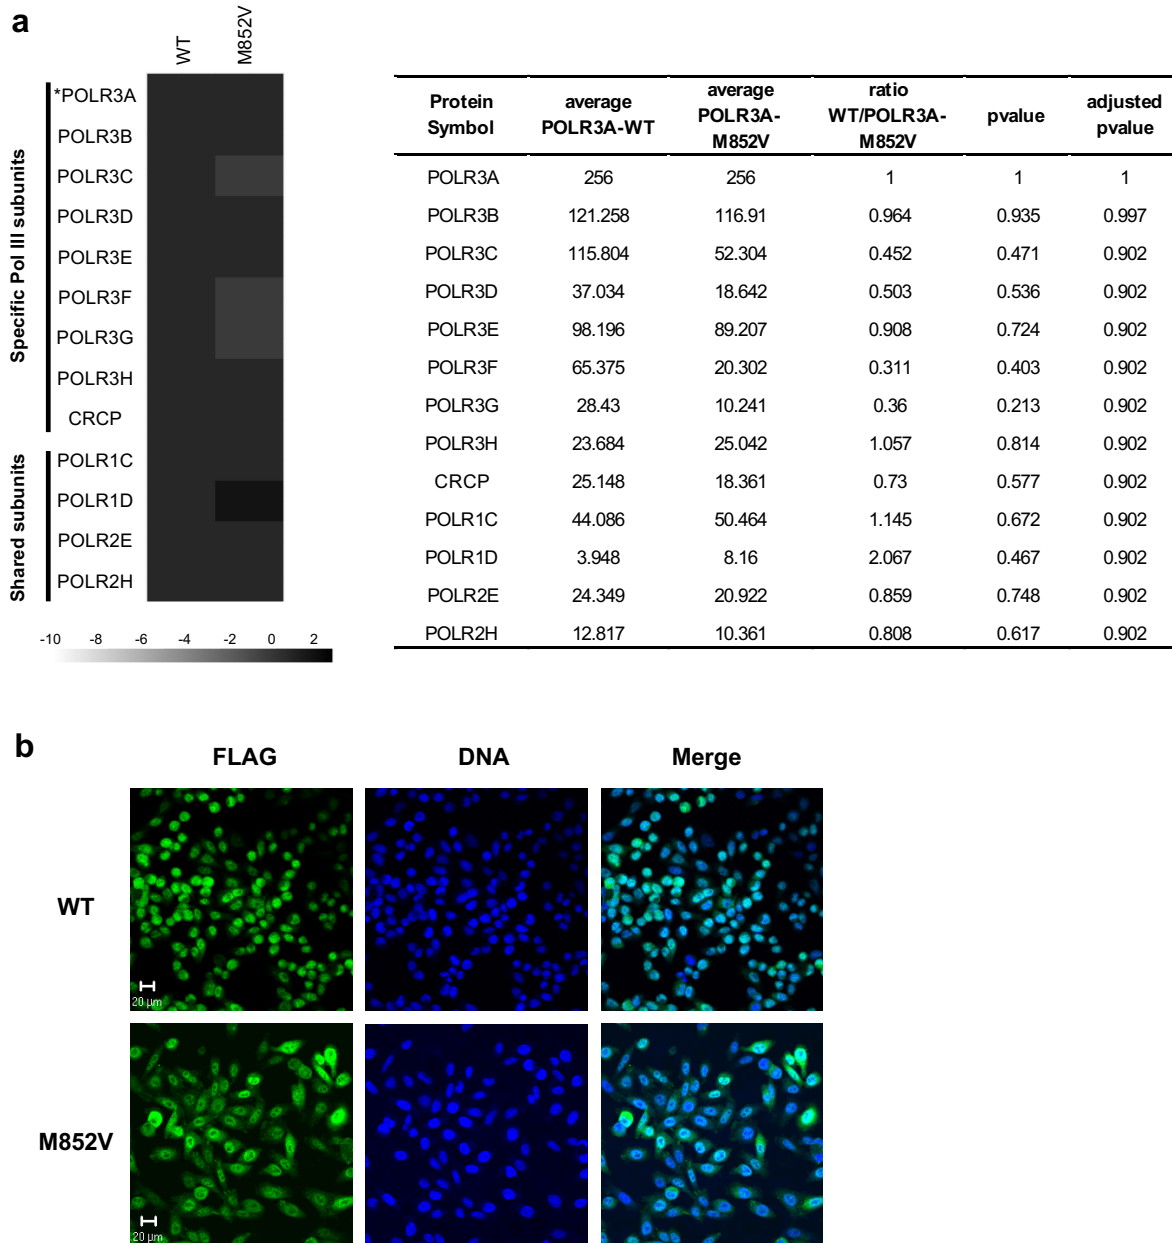 a
WT
M852V
Specific Pol III subunits
*POLR3A
POLR3B
POLR3C
POLR3D
POLR3E
POLR3F
POLR3G
POLR3H
CRCP
Shared subunits
POLR1C
POLR1D
POLR2E
POLR2H
-10 -8 -6 -4 -2 0 2
Protein Symbol average POLR3A-WT average POLR3A-M852V ratio WT/POLR3A-M852V pvalue adjusted pvalue
POLR3A 256 256 1 1 1
POLR3B 121.258 116.91 0.964 0.935 0.997
POLR3C 115.804 52.304 0.452 0.471 0.902
POLR3D 37.034 18.642 0.503 0.536 0.902
POLR3E 98.196 89.207 0.908 0.724 0.902
POLR3F 65.375 20.302 0.311 0.403 0.902
POLR3G 28.43 10.241 0.36 0.213 0.902
POLR3H 23.684 25.042 1.057 0.814 0.902
CRCP 25.148 18.361 0.73 0.577 0.902
POLR1C 44.086 50.464 1.145 0.672 0.902
POLR1D 3.948 8.16 2.067 0.467 0.902
POLR2E 24.349 20.922 0.859 0.748 0.902
POLR2H 12.817 10.361 0.808 0.617 0.902
b
FLAG DNA Merge
WT
20 µm
M852V
20 µm